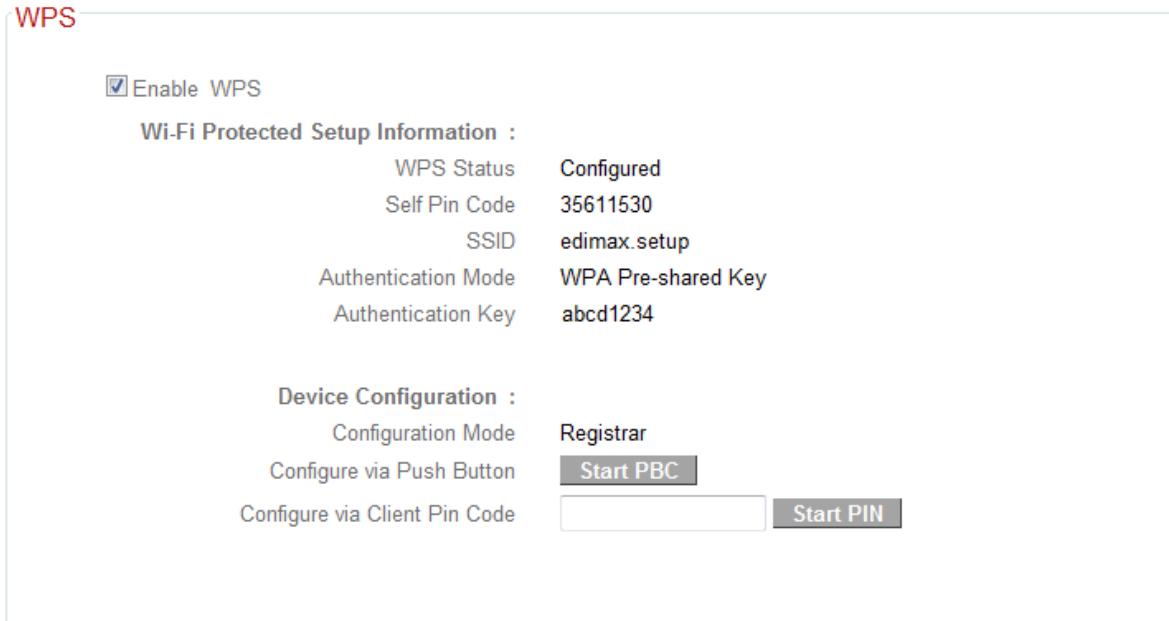 WPS
Enable WPS
Wi-Fi Protected Setup Information :
WPS Status Configured
Self Pin Code 35611530
SSID edimax.setup
Authentication Mode WPA Pre-shared Key
Authentication Key abcd1234
Device Configuration :
Configuration Mode Registrar
Configure via Push Button Start PBC
Configure via Client Pin Code Start PIN